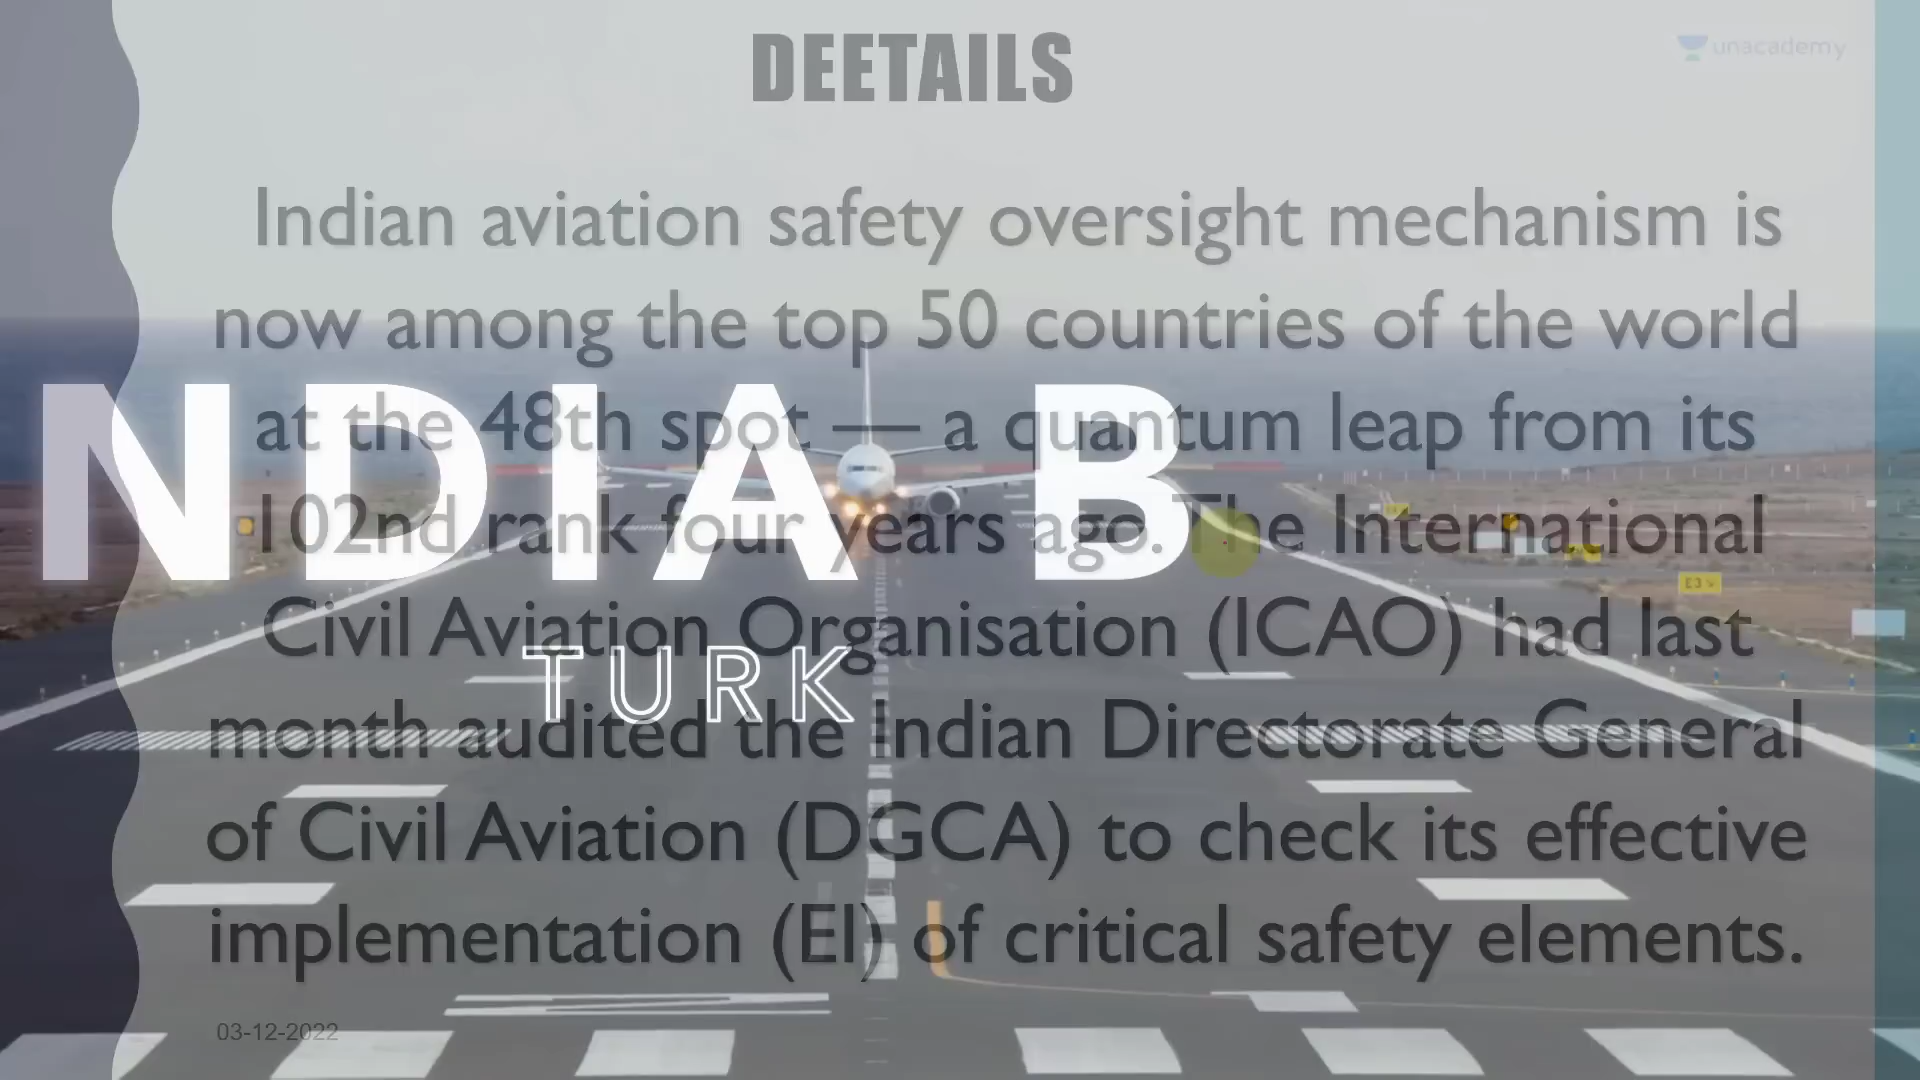 DEETAILS
unacademy
Indian aviation safety oversight mechanism is
now among the top 50 countries of the world
at the 48th spot — a quantum leap from its
102nd rank four years ago. The International
Civil Aviation Organisation (ICAO) had last
month audited the Indian Directorate General
of Civil Aviation (DGCA) to check its effective
implementation (EI) of critical safety elements.
NDIA B
TURK
E3
03-12-2022